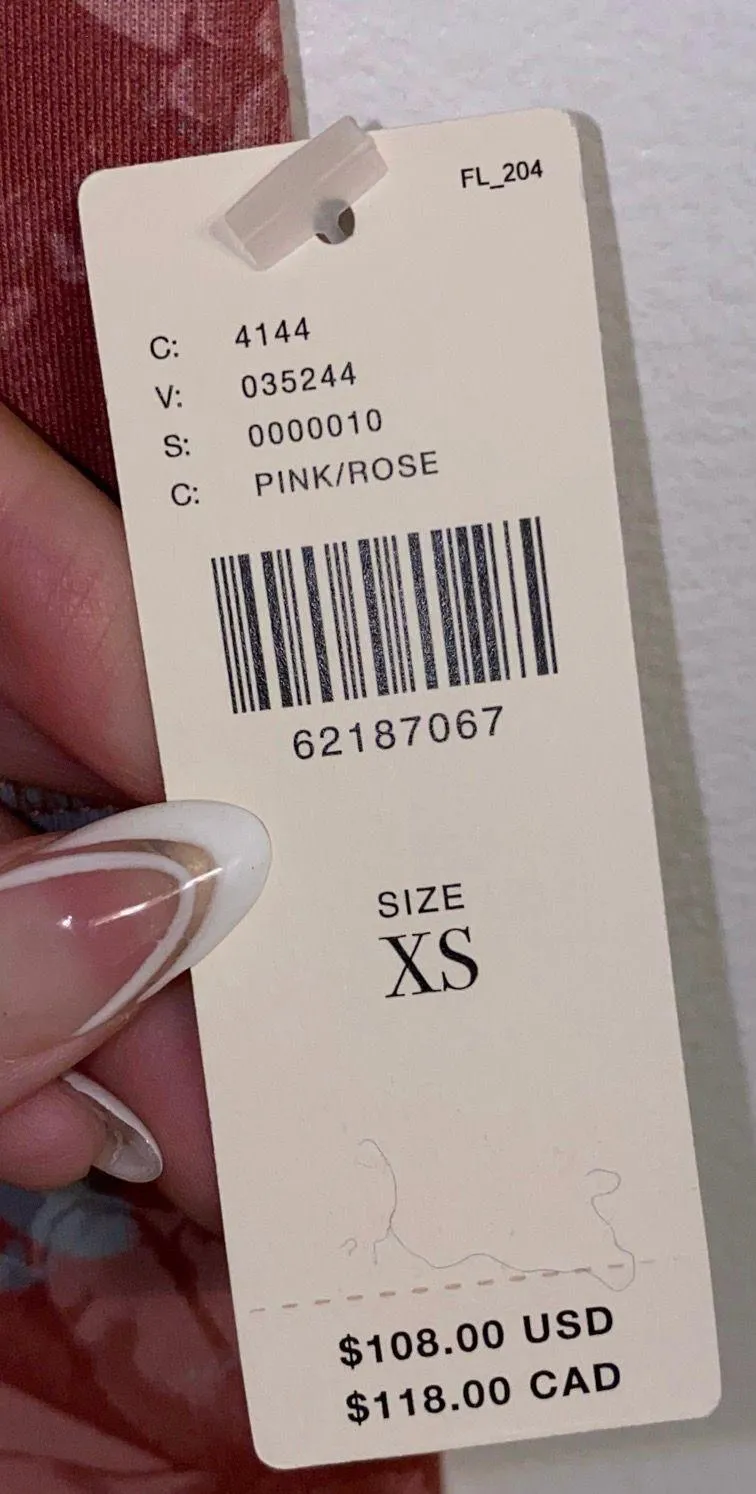 FL_204
C: 4144
V: 035244
S: 0000010
C: PINK/ROSE
62187067
SIZE
XS
$108.00 USD
$118.00 CAD